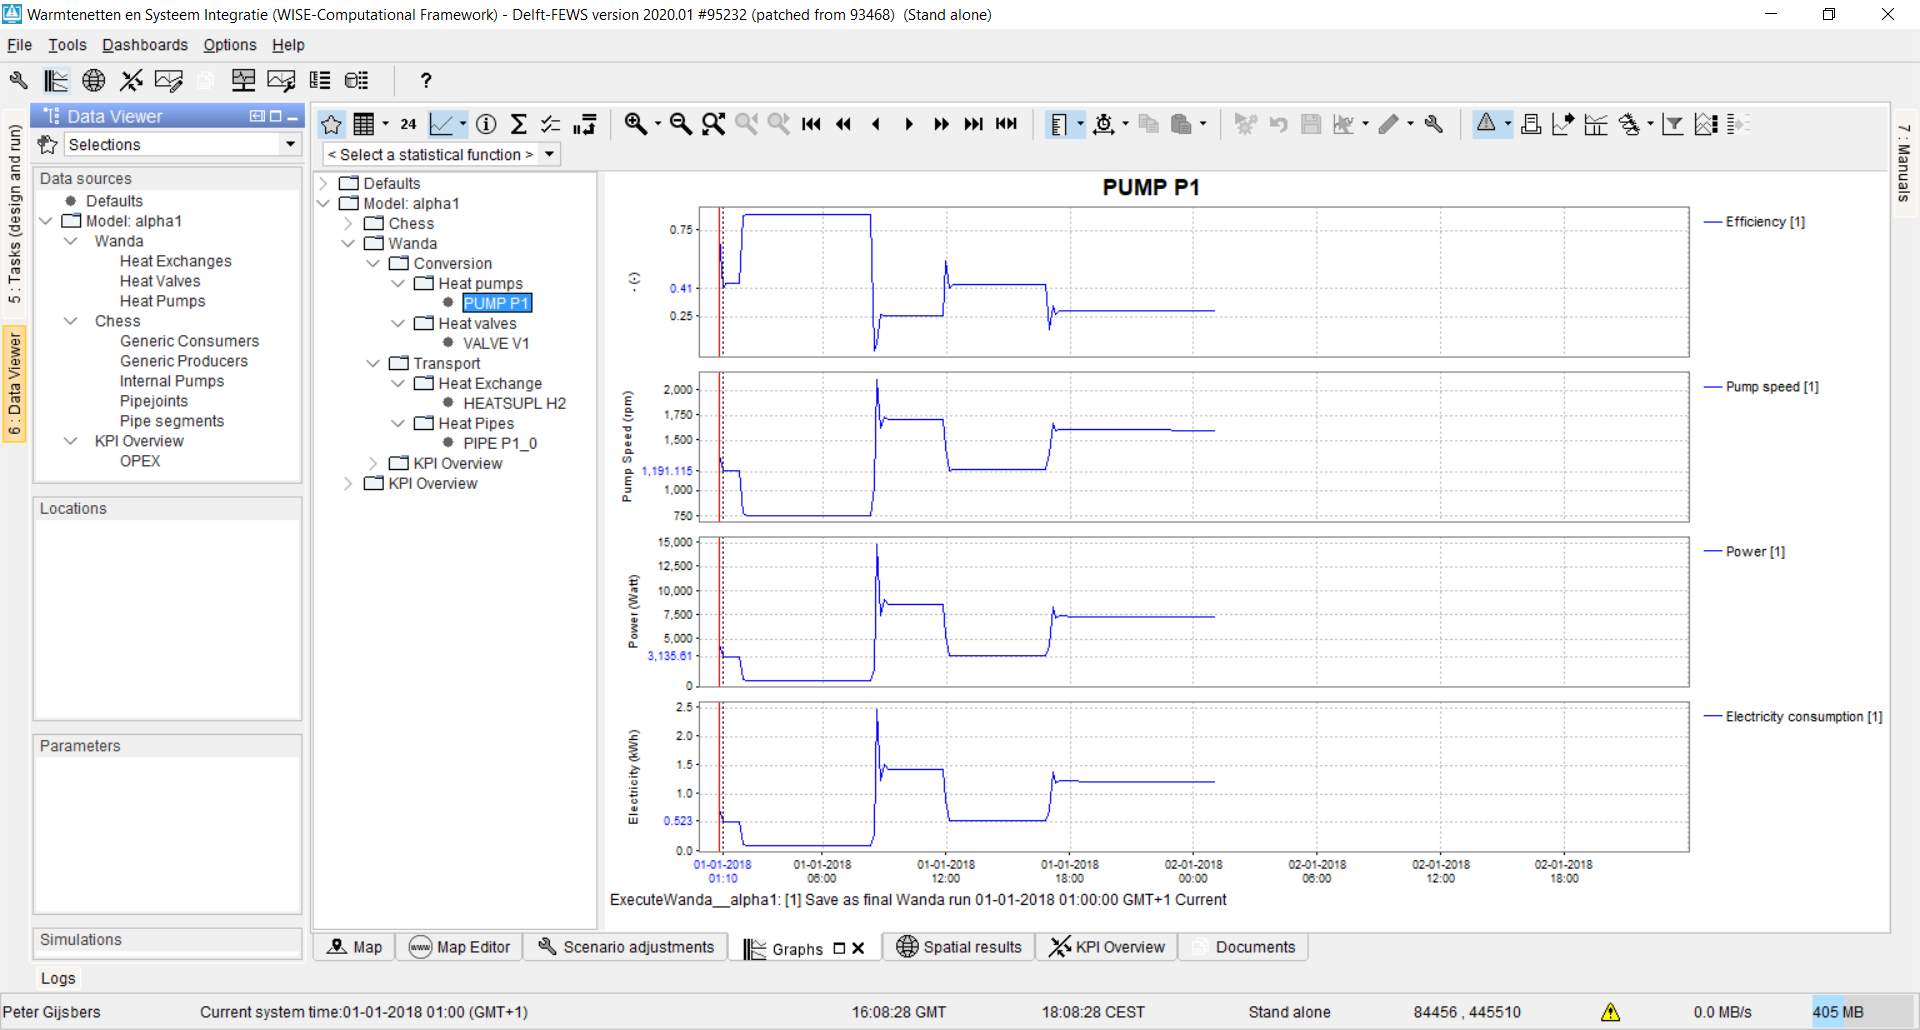 Warmtenetten en Systeem Integratie (WISE-Computational Framework) - Delft-FEWS version 2020.01 #95232 (patched from 93468)  (Stand alone)
File Tools Dashboards Options Help
?
5 : Tasks (design and run)
6 : Data Viewer
7 : Manuals
Data Viewer
Selections
Data sources
Defaults
Model: alpha1
Wanda
Heat Exchanges
Heat Valves
Heat Pumps
Chess
Generic Consumers
Generic Producers
Internal Pumps
Pipejoints
Pipe segments
KPI Overview
OPEX
Locations
Parameters
Simulations
Logs
24
< Select a statistical function >
Defaults
Model: alpha1
Chess
Wanda
Conversion
Heat pumps
PUMP P1
Heat valves
VALVE V1
Transport
Heat Exchange
HEATSUPL H2
Heat Pipes
PIPE P1_0
KPI Overview
KPI Overview
PUMP P1
- (-)
0.75
0.41
0.25
Efficiency [1]
Pump Speed (rpm)
2,000
1,750
1,500
1,191.115
1,000
750
Pump speed [1]
Power (Watt)
15,000
12,500
10,000
7,500
5,000
3,135.61
0
Power [1]
Electricity (kWh)
2.5
2.0
1.5
1.0
0.523
0.0
Electricity consumption [1]
01-01-2018 01-01-2018 01-01-2018 01-01-2018 02-01-2018 02-01-2018 02-01-2018 02-01-2018
01:10 06:00 12:00 18:00 00:00 06:00 12:00 18:00
ExecuteWanda__alpha1: [1] Save as final Wanda run 01-01-2018 01:00:00 GMT+1 Current
Map www Map Editor Scenario adjustments Graphs Spatial results KPI Overview Documents
Peter Gijsbers Current system time:01-01-2018 01:00 (GMT+1) 16:08:28 GMT 18:08:28 CEST Stand alone 84456 , 445510 0.0 MB/s 405 MB